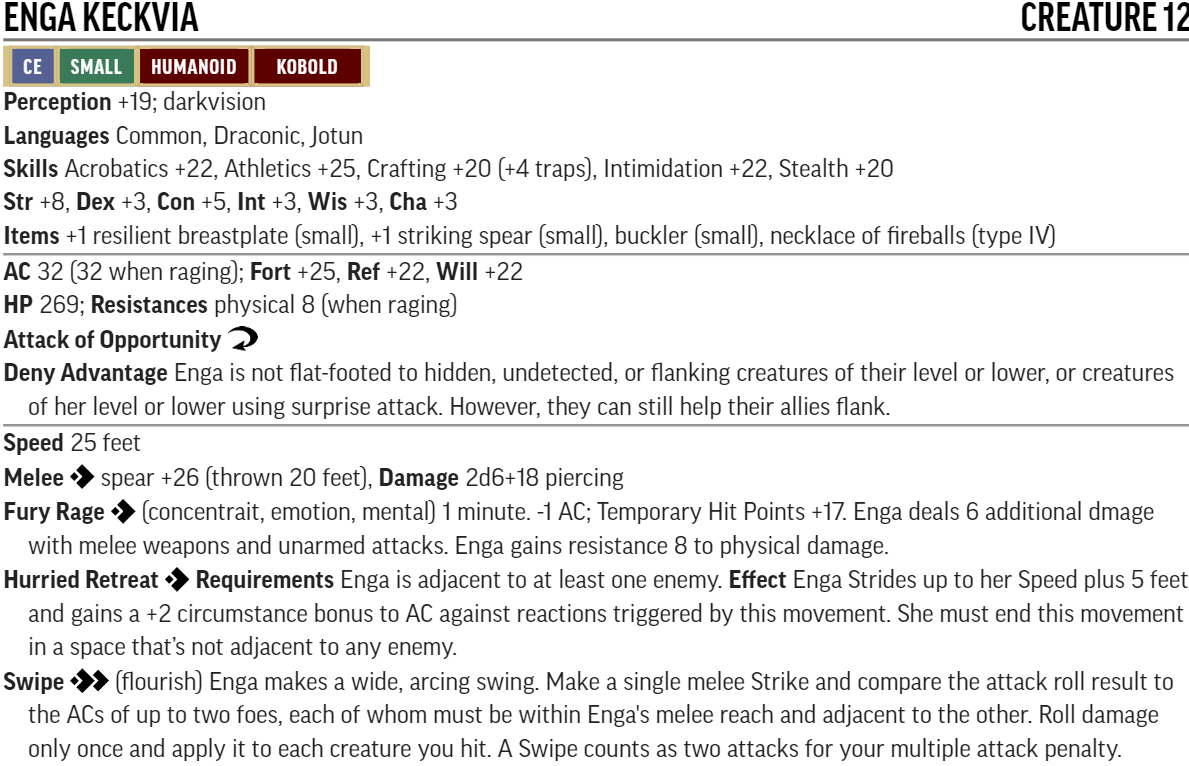 ENGA KECKVIA CREATURE 12
CE SMALL HUMANOID KOBOLD
Perception +19; darkvision
Languages Common, Draconic, Jotun
Skills Acrobatics +22, Athletics +25, Crafting +20 (+4 traps), Intimidation +22, Stealth +20
Str +8, Dex +3, Con +5, Int +3, Wis +3, Cha +3
Items +1 resilient breastplate (small), +1 striking spear (small), buckler (small), necklace of fireballs (type IV)
AC 32 (32 when raging); Fort +25, Ref +22, Will +22
HP 269; Resistances physical 8 (when raging)
Attack of Opportunity
Deny Advantage Enga is not flat-footed to hidden, undetected, or flanking creatures of their level or lower, or creatures
of her level or lower using surprise attack. However, they can still help their allies flank.
Speed 25 feet
Melee spear +26 (thrown 20 feet), Damage 2d6+18 piercing
Fury Rage (concentrait, emotion, mental) 1 minute. -1 AC; Temporary Hit Points +17. Enga deals 6 additional dmage
with melee weapons and unarmed attacks. Enga gains resistance 8 to physical damage.
Hurried Retreat Requirements Enga is adjacent to at least one enemy. Effect Enga Strides up to her Speed plus 5 feet
and gains a +2 circumstance bonus to AC against reactions triggered by this movement. She must end this movement
in a space that's not adjacent to any enemy.
Swipe (flourish) Enga makes a wide, arcing swing. Make a single melee Strike and compare the attack roll result to
the ACs of up to two foes, each of whom must be within Enga's melee reach and adjacent to the other. Roll damage
only once and apply it to each creature you hit. A Swipe counts as two attacks for your multiple attack penalty.